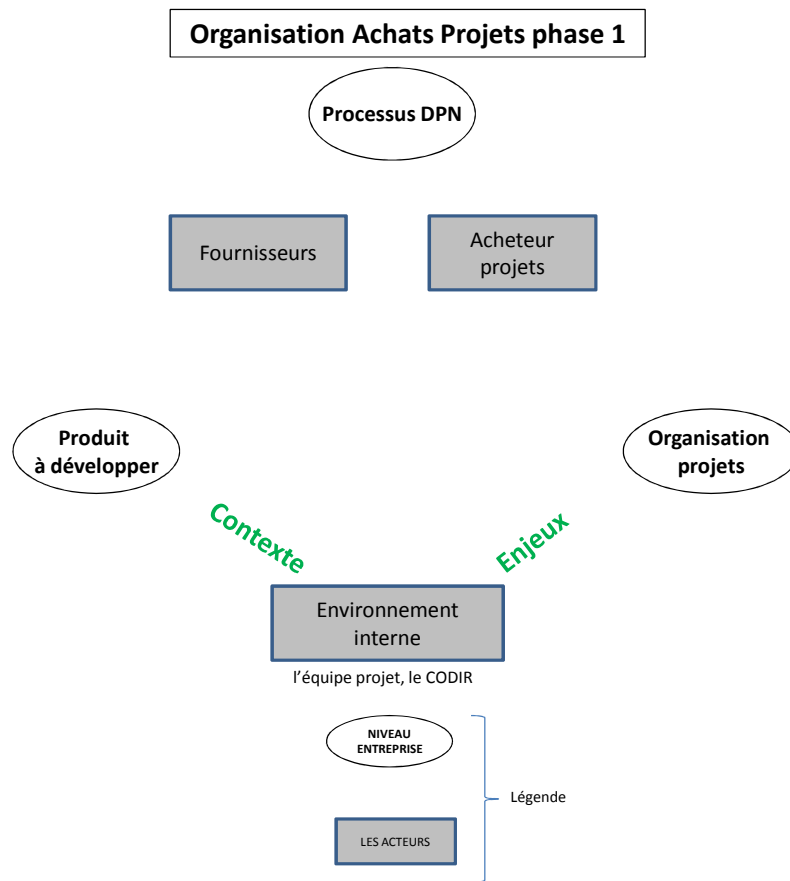 Organisation Achats Projets phase 1
Processus DPN
Fournisseurs
Acheteur
projets
Produit
à développer
Organisation
projets
Contexte
Enjeux
Environnement
interne
l'équipe projet, le CODIR
NIVEAU
ENTREPRISE
Légende
LES ACTEURS